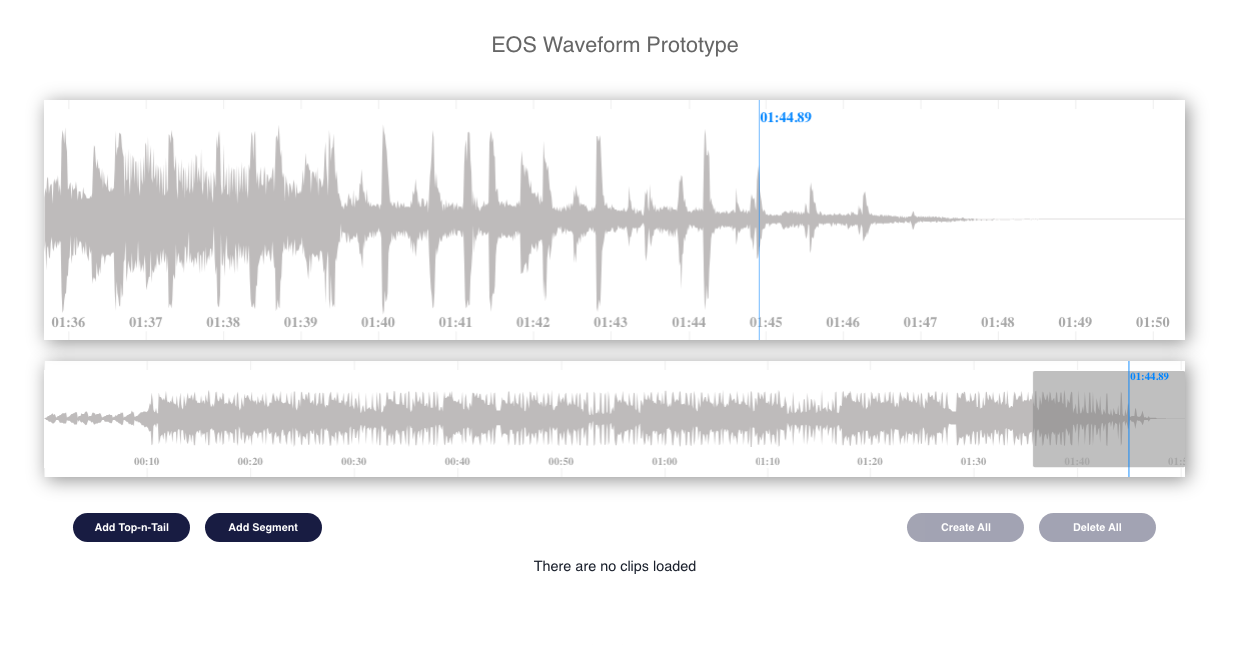 EOS Waveform Prototype
01:44.89
01:36 01:37 01:38 01:39 01:40 01:41 01:42 01:43 01:44 01:45 01:46 01:47 01:48 01:49 01:50
01:44.89
00:10 00:20 00:30 00:40 00:50 01:00 01:10 01:20 01:30 01:40
Add Top-n-Tail Add Segment Create All Delete All
There are no clips loaded